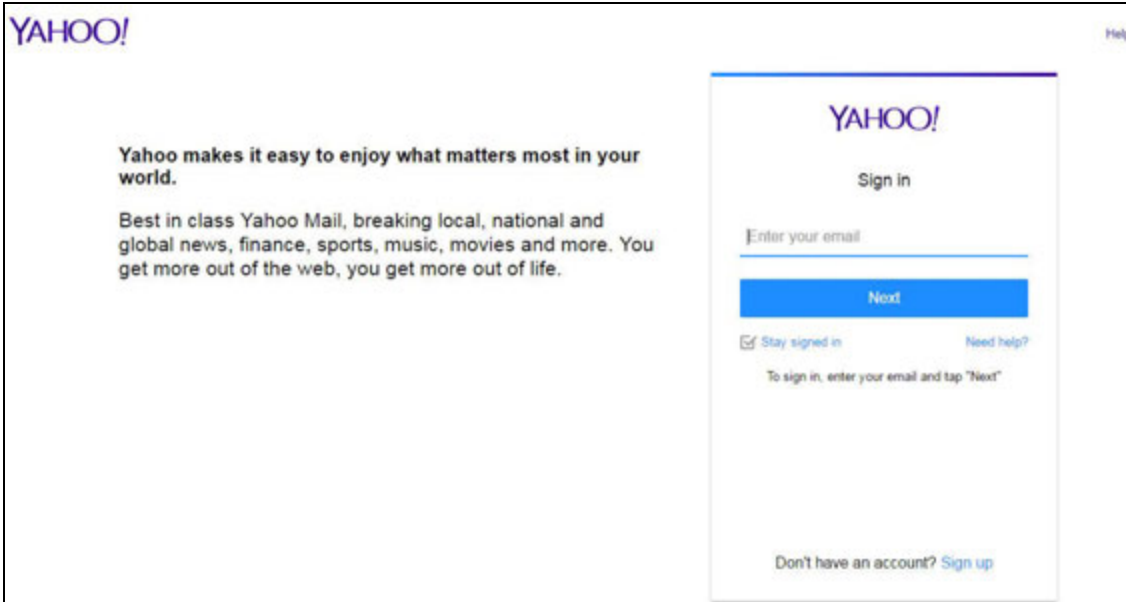 YAHOO!
Help
Yahoo makes it easy to enjoy what matters most in your
world.
Best in class Yahoo Mail, breaking local, national and
global news, finance, sports, music, movies and more. You
get more out of the web, you get more out of life.
YAHOO!
Sign in
Enter your email
Next
Stay signed in
Need help?
To sign in, enter your email and tap "Next"
Don't have an account? Sign up